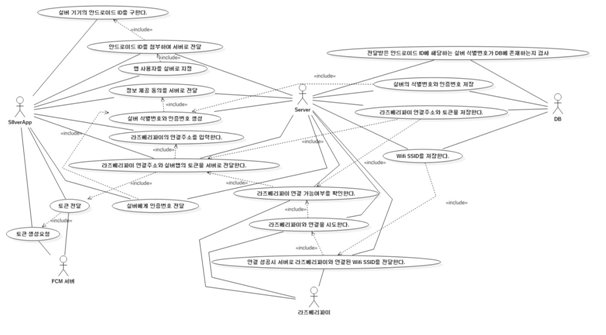 실버 기기의 안드로이드 ID를 구한다.
«include»
안드로이드 ID를 첨부하여 서버로 전달
전달받은 안드로이드 ID에 해당하는 실버 식별번호가 DB에 존재하는지 검사
«include»
앱 사용자를 실버로 지정
정보 제공 동의를 서버로 전달
실버의 식별번호와 인증번호 저장
«include»
SilverApp
Server
DB
실버 식별번호와 인증번호 생성
라즈베리파이 연결주소와 토큰을 저장한다.
«include»
«include»
라즈베리파이의 연결주소를 입력한다.
«include»
라즈베리파이 연결주소와 실버앱의 토큰을 서버로 전달한다.
Wifi SSID를 저장한다.
«include»
«include»
«include»
라즈베리파이 연결 가능여부를 확인한다.
토큰 전달
실버에게 인증번호 전달
«include»
«include»
«include»
라즈베리파이와 연결을 시도한다.
토큰 생성요청
«include»
연결 성공시 서버로 라즈베리파이와 연결된 Wifi SSID를 전달한다.
FCM 서버
라즈베리파이